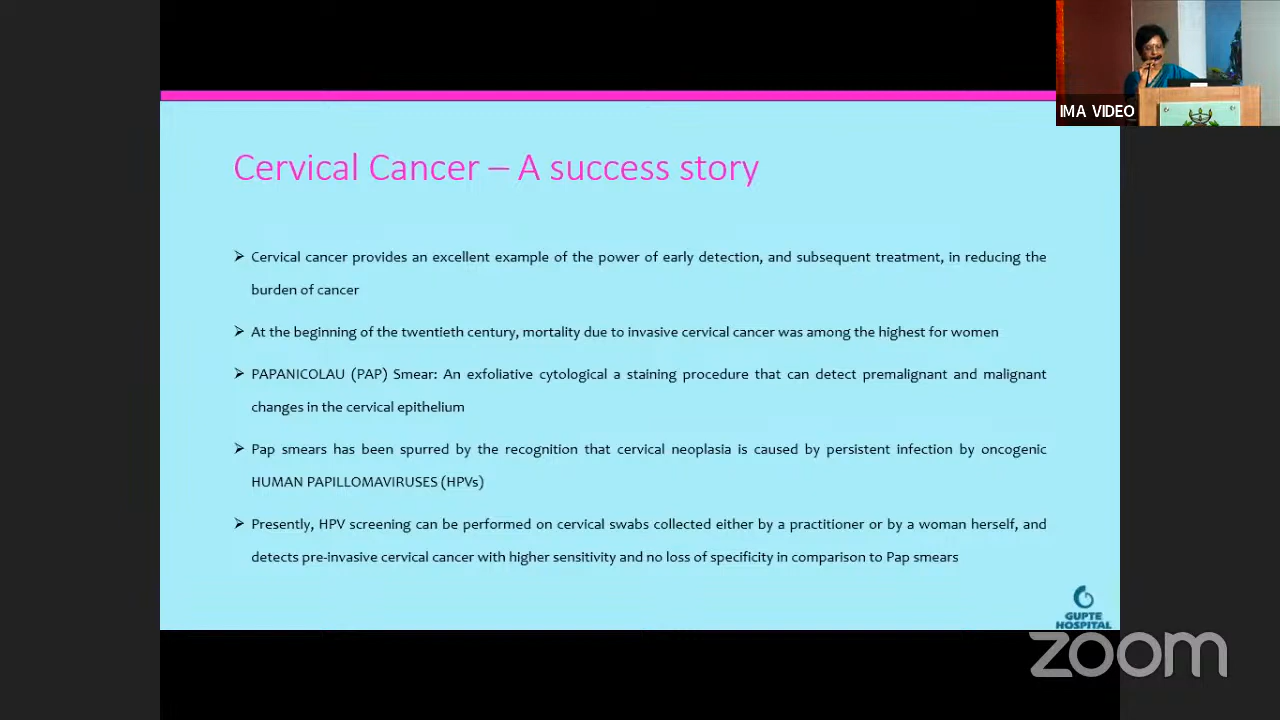 IMA VIDEO
Cervical Cancer – A success story
➢ Cervical cancer provides an excellent example of the power of early detection, and subsequent treatment, in reducing the
burden of cancer
➢ At the beginning of the twentieth century, mortality due to invasive cervical cancer was among the highest for women
➢ PAPANICOLAU (PAP) Smear: An exfoliative cytological a staining procedure that can detect premalignant and malignant
changes in the cervical epithelium
➢ Pap smears has been spurred by the recognition that cervical neoplasia is caused by persistent infection by oncogenic
HUMAN PAPILLOMAVIRUSES (HPVs)
➢ Presently, HPV screening can be performed on cervical swabs collected either by a practitioner or by a woman herself, and
detects pre-invasive cervical cancer with higher sensitivity and no loss of specificity in comparison to Pap smears
GUPTE
HOSPITAL
zoom